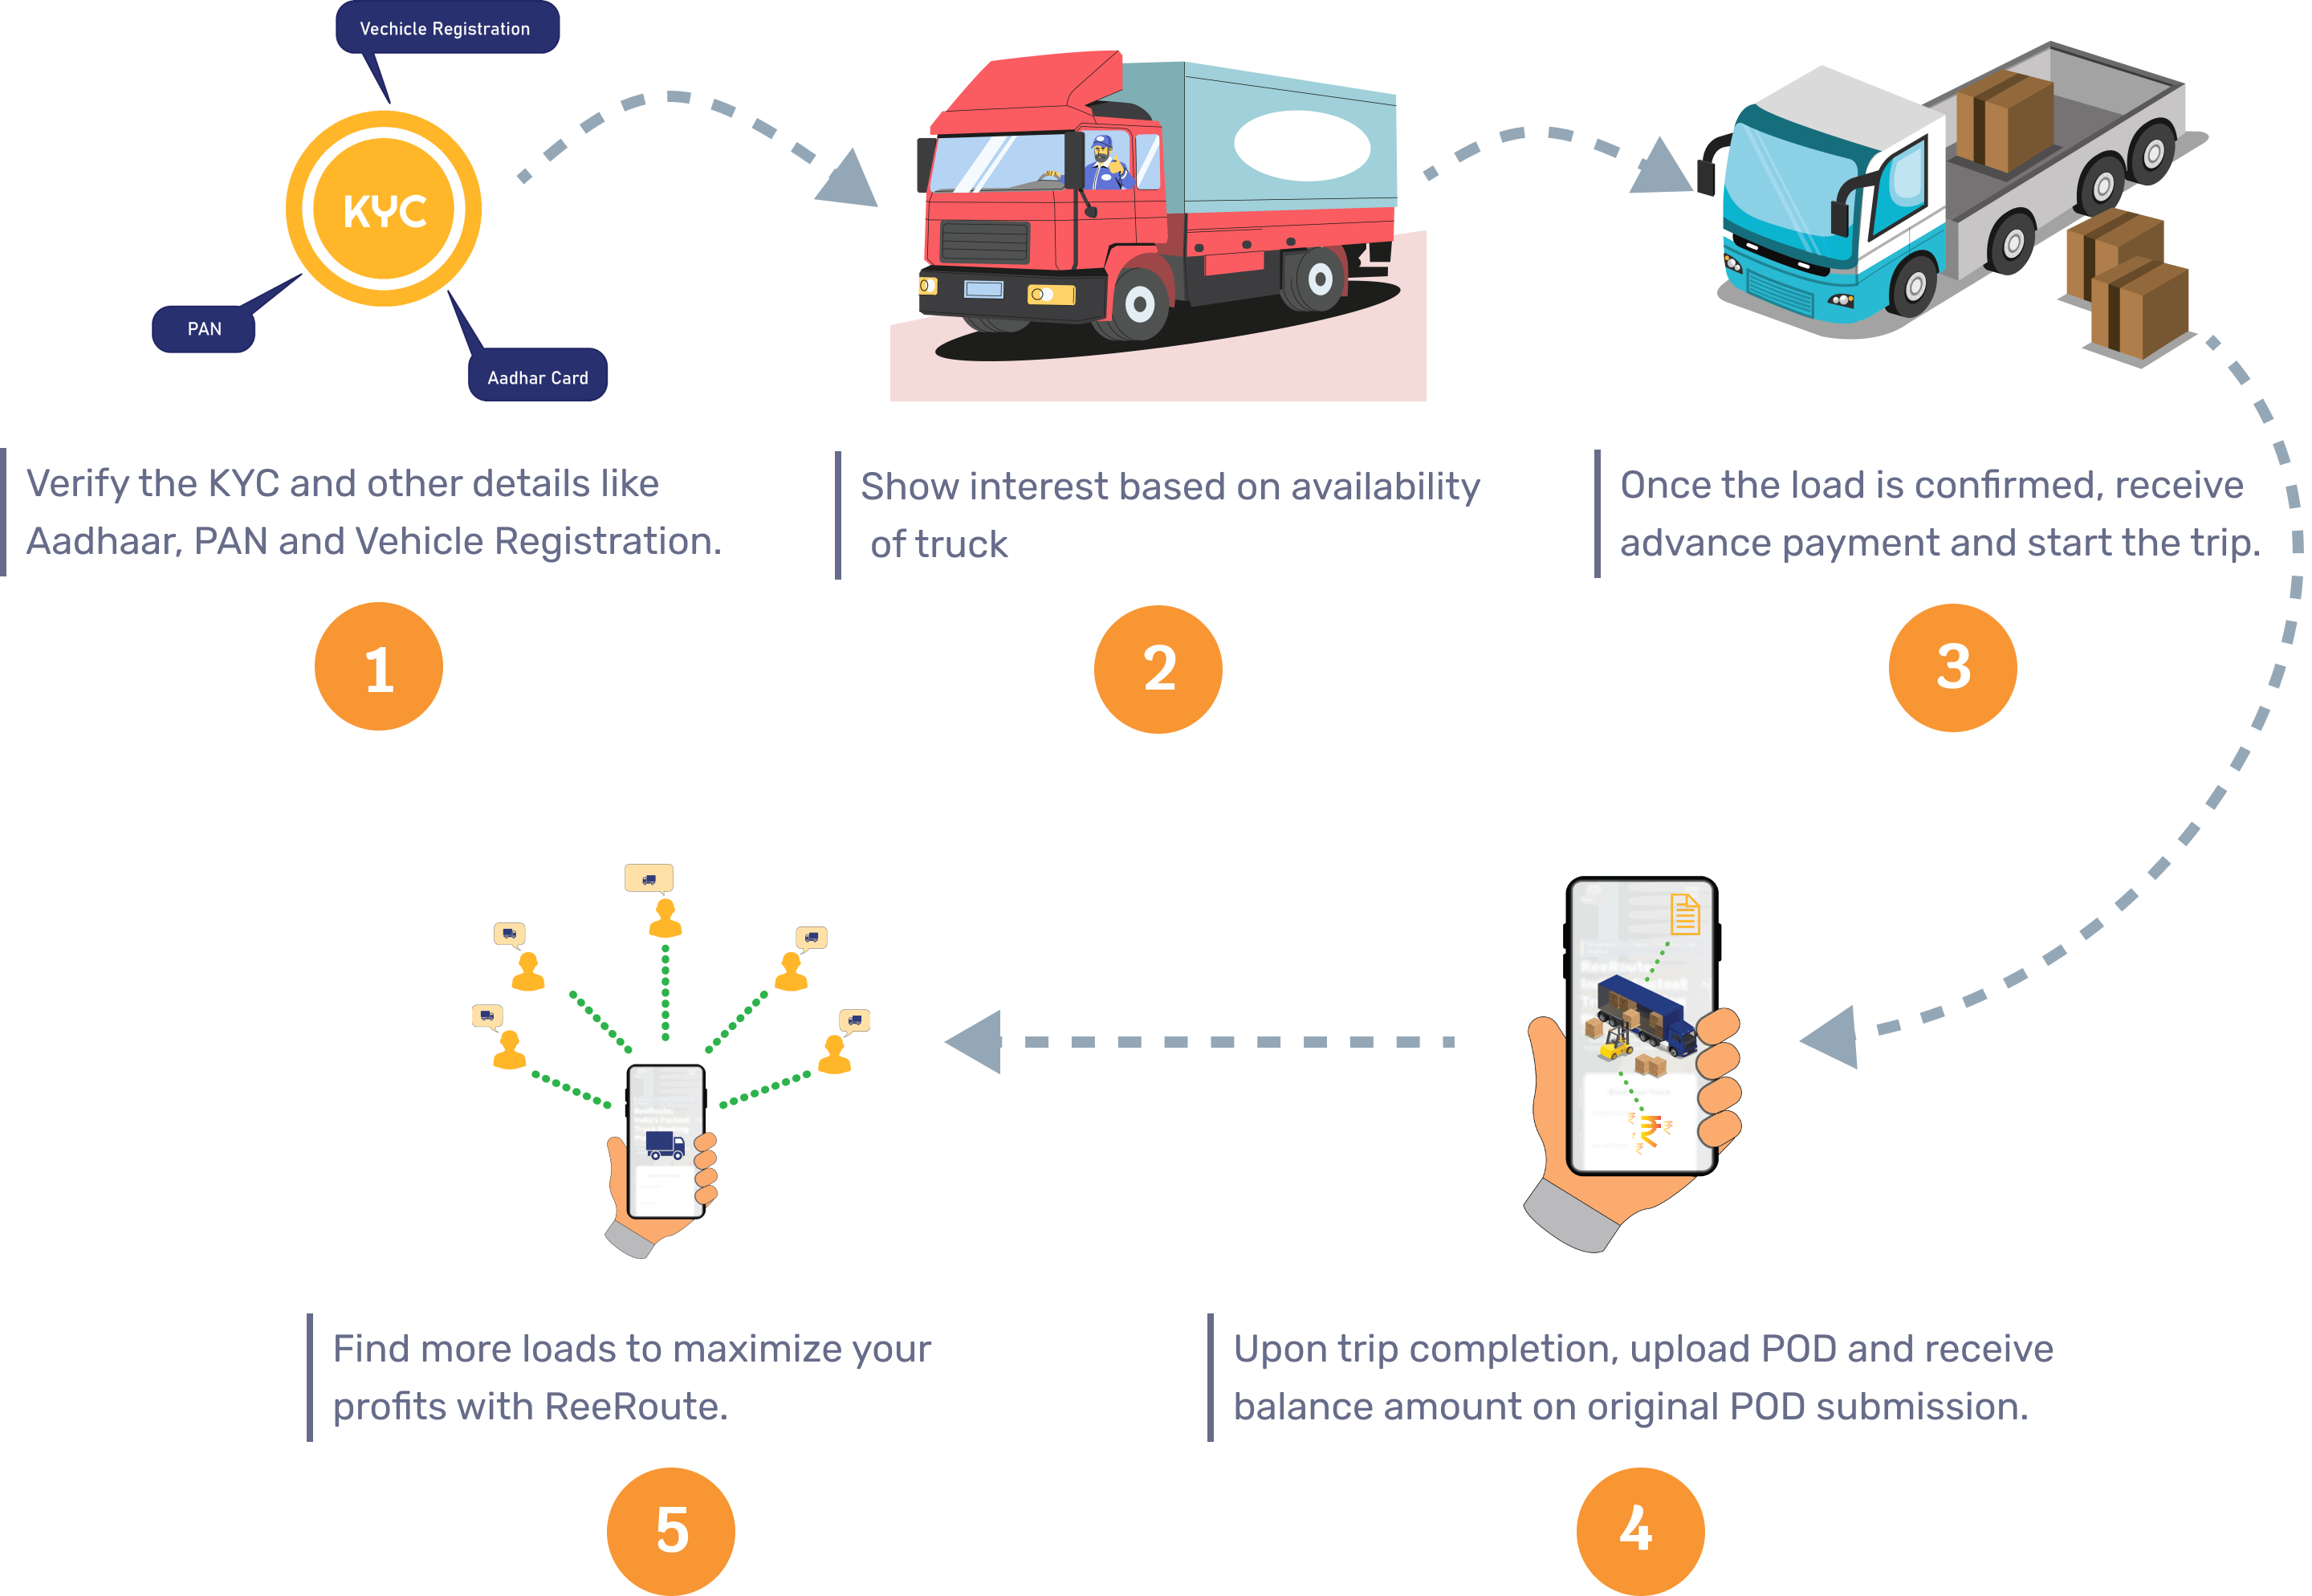 Vechicle Registration
KYC
PAN
Aadhar Card
Verify the KYC and other details like
Aadhaar, PAN and Vehicle Registration.
1
Show interest based on availability
of truck
2
Once the load is confirmed, receive
advance payment and start the trip.
3
Find more loads to maximize your
profits with ReeRoute.
5
Upon trip completion, upload POD and receive
balance amount on original POD submission.
4